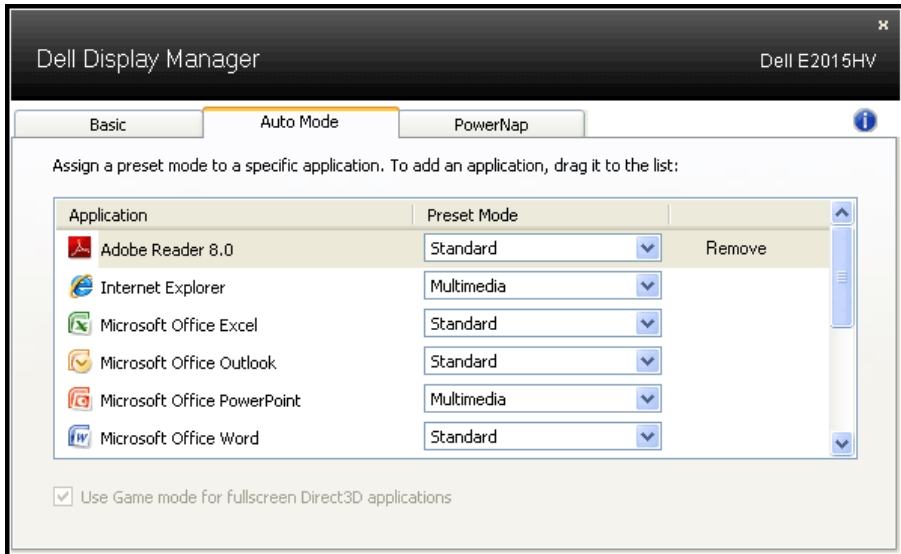 x
Dell Display Manager Dell E2015HV
Basic Auto Mode PowerNap
Assign a preset mode to a specific application. To add an application, drag it to the list:
Application Preset Mode
Adobe Reader 8.0 Standard Remove
Internet Explorer Multimedia
Microsoft Office Excel Standard
Microsoft Office Outlook Standard
Microsoft Office PowerPoint Multimedia
Microsoft Office Word Standard
Use Game mode for fullscreen Direct3D applications